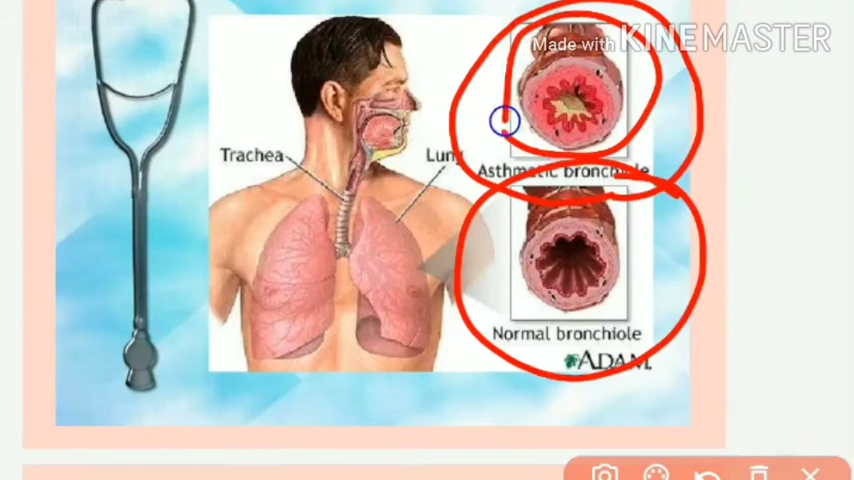 Made with KINEMASTER
Trachea
Lung
Asthmatic bronchiole
Normal bronchiole
ADAM.